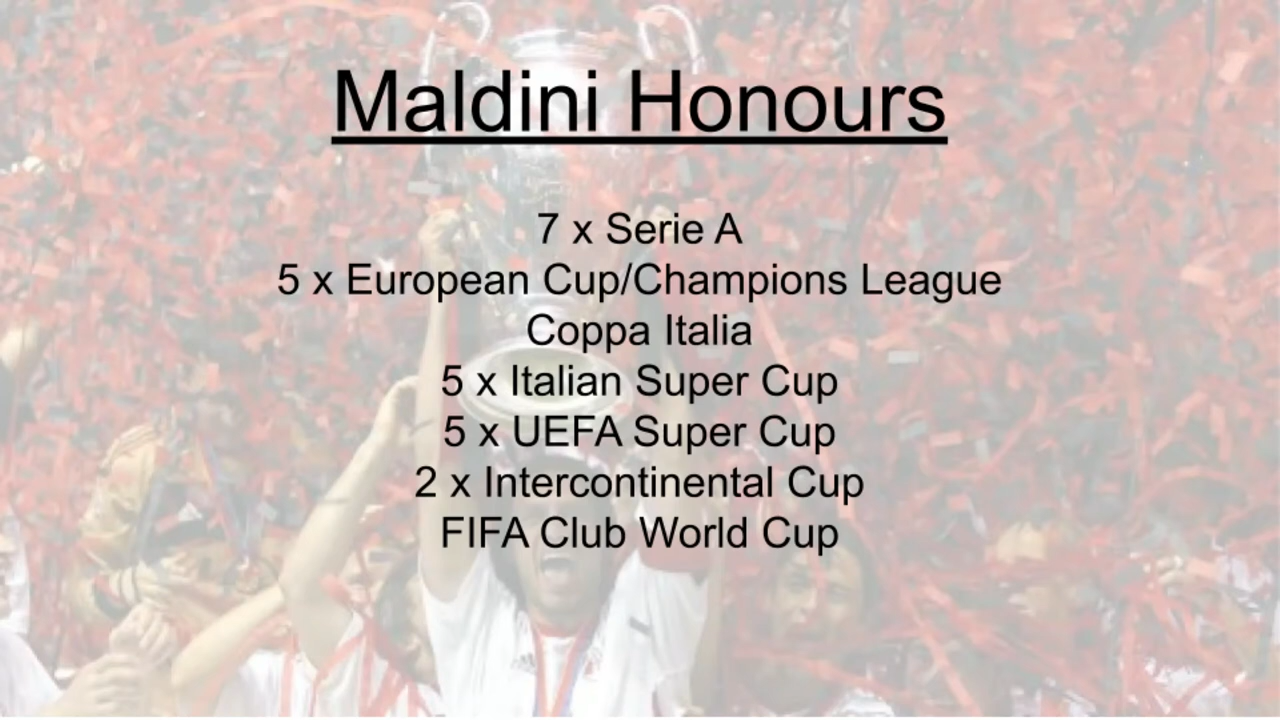 Maldini Honours
7 x Serie A
5 x European Cup/Champions League
Coppa Italia
5 x Italian Super Cup
5 x UEFA Super Cup
2 x Intercontinental Cup
FIFA Club World Cup